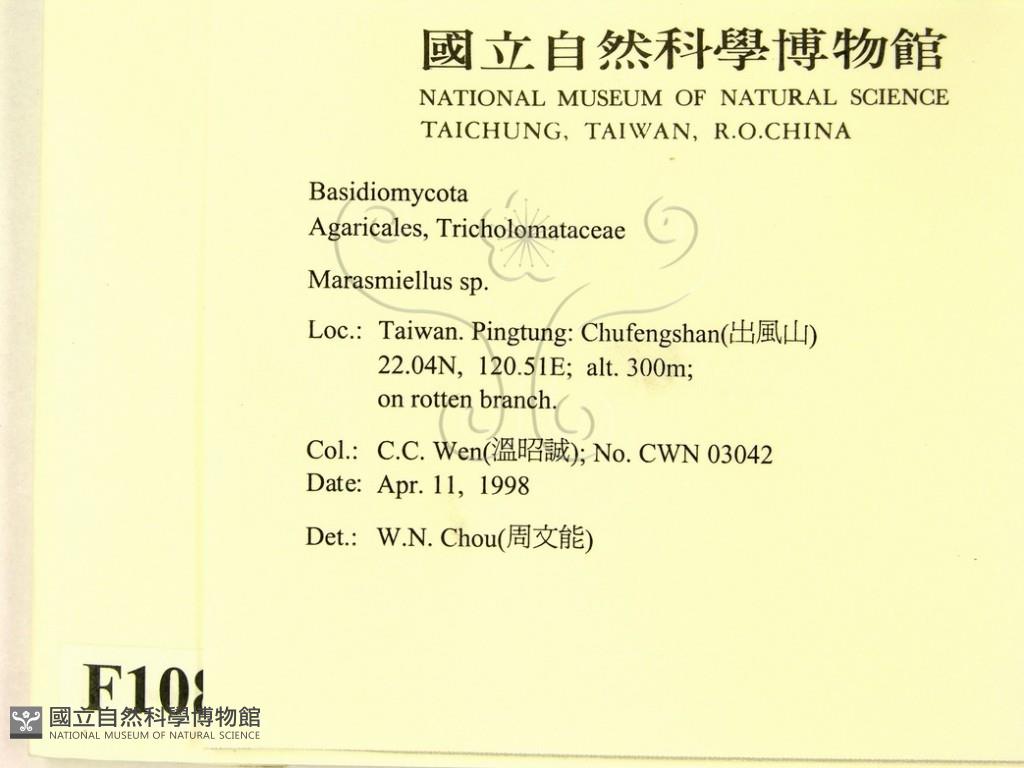 國立自然科學博物館
NATIONAL MUSEUM OF NATURAL SCIENCE
TAICHUNG, TAIWAN, R.O.CHINA
Basidiomycota
Agaricales, Tricholomataceae
Marasmiellus sp.
Loc.: Taiwan. Pingtung: Chufengshan(出風山)
22.04N, 120.51E; alt. 300m;
on rotten branch.
Col.: C.C. Wen(溫昭誠); No. CWN 03042
Date: Apr. 11, 1998
Det.: W.N. Chou(周文能)
F108
國立自然科學博物館
NATIONAL MUSEUM OF NATURAL SCIENCE